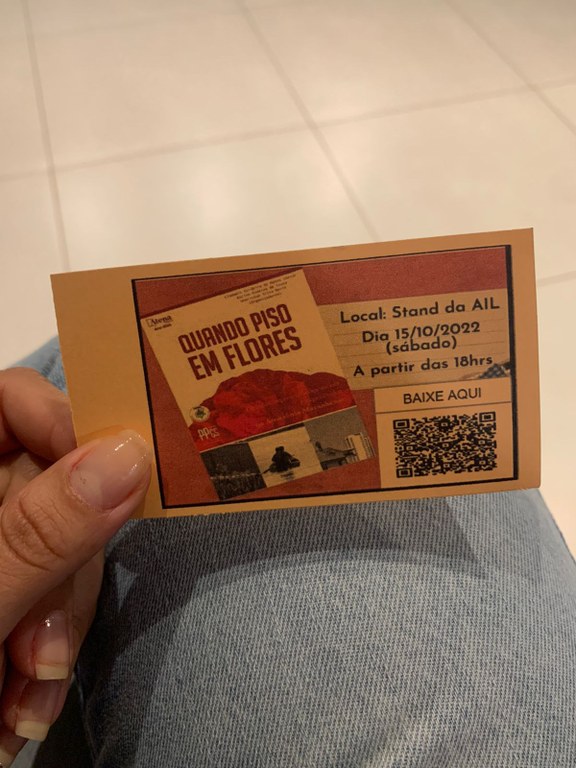 QUANDO PISO
EM FLORES
Local: Stand da AIL
Dia 15/10/2022
(sábado)
A partir das 18hrs
BAIXE AQUI